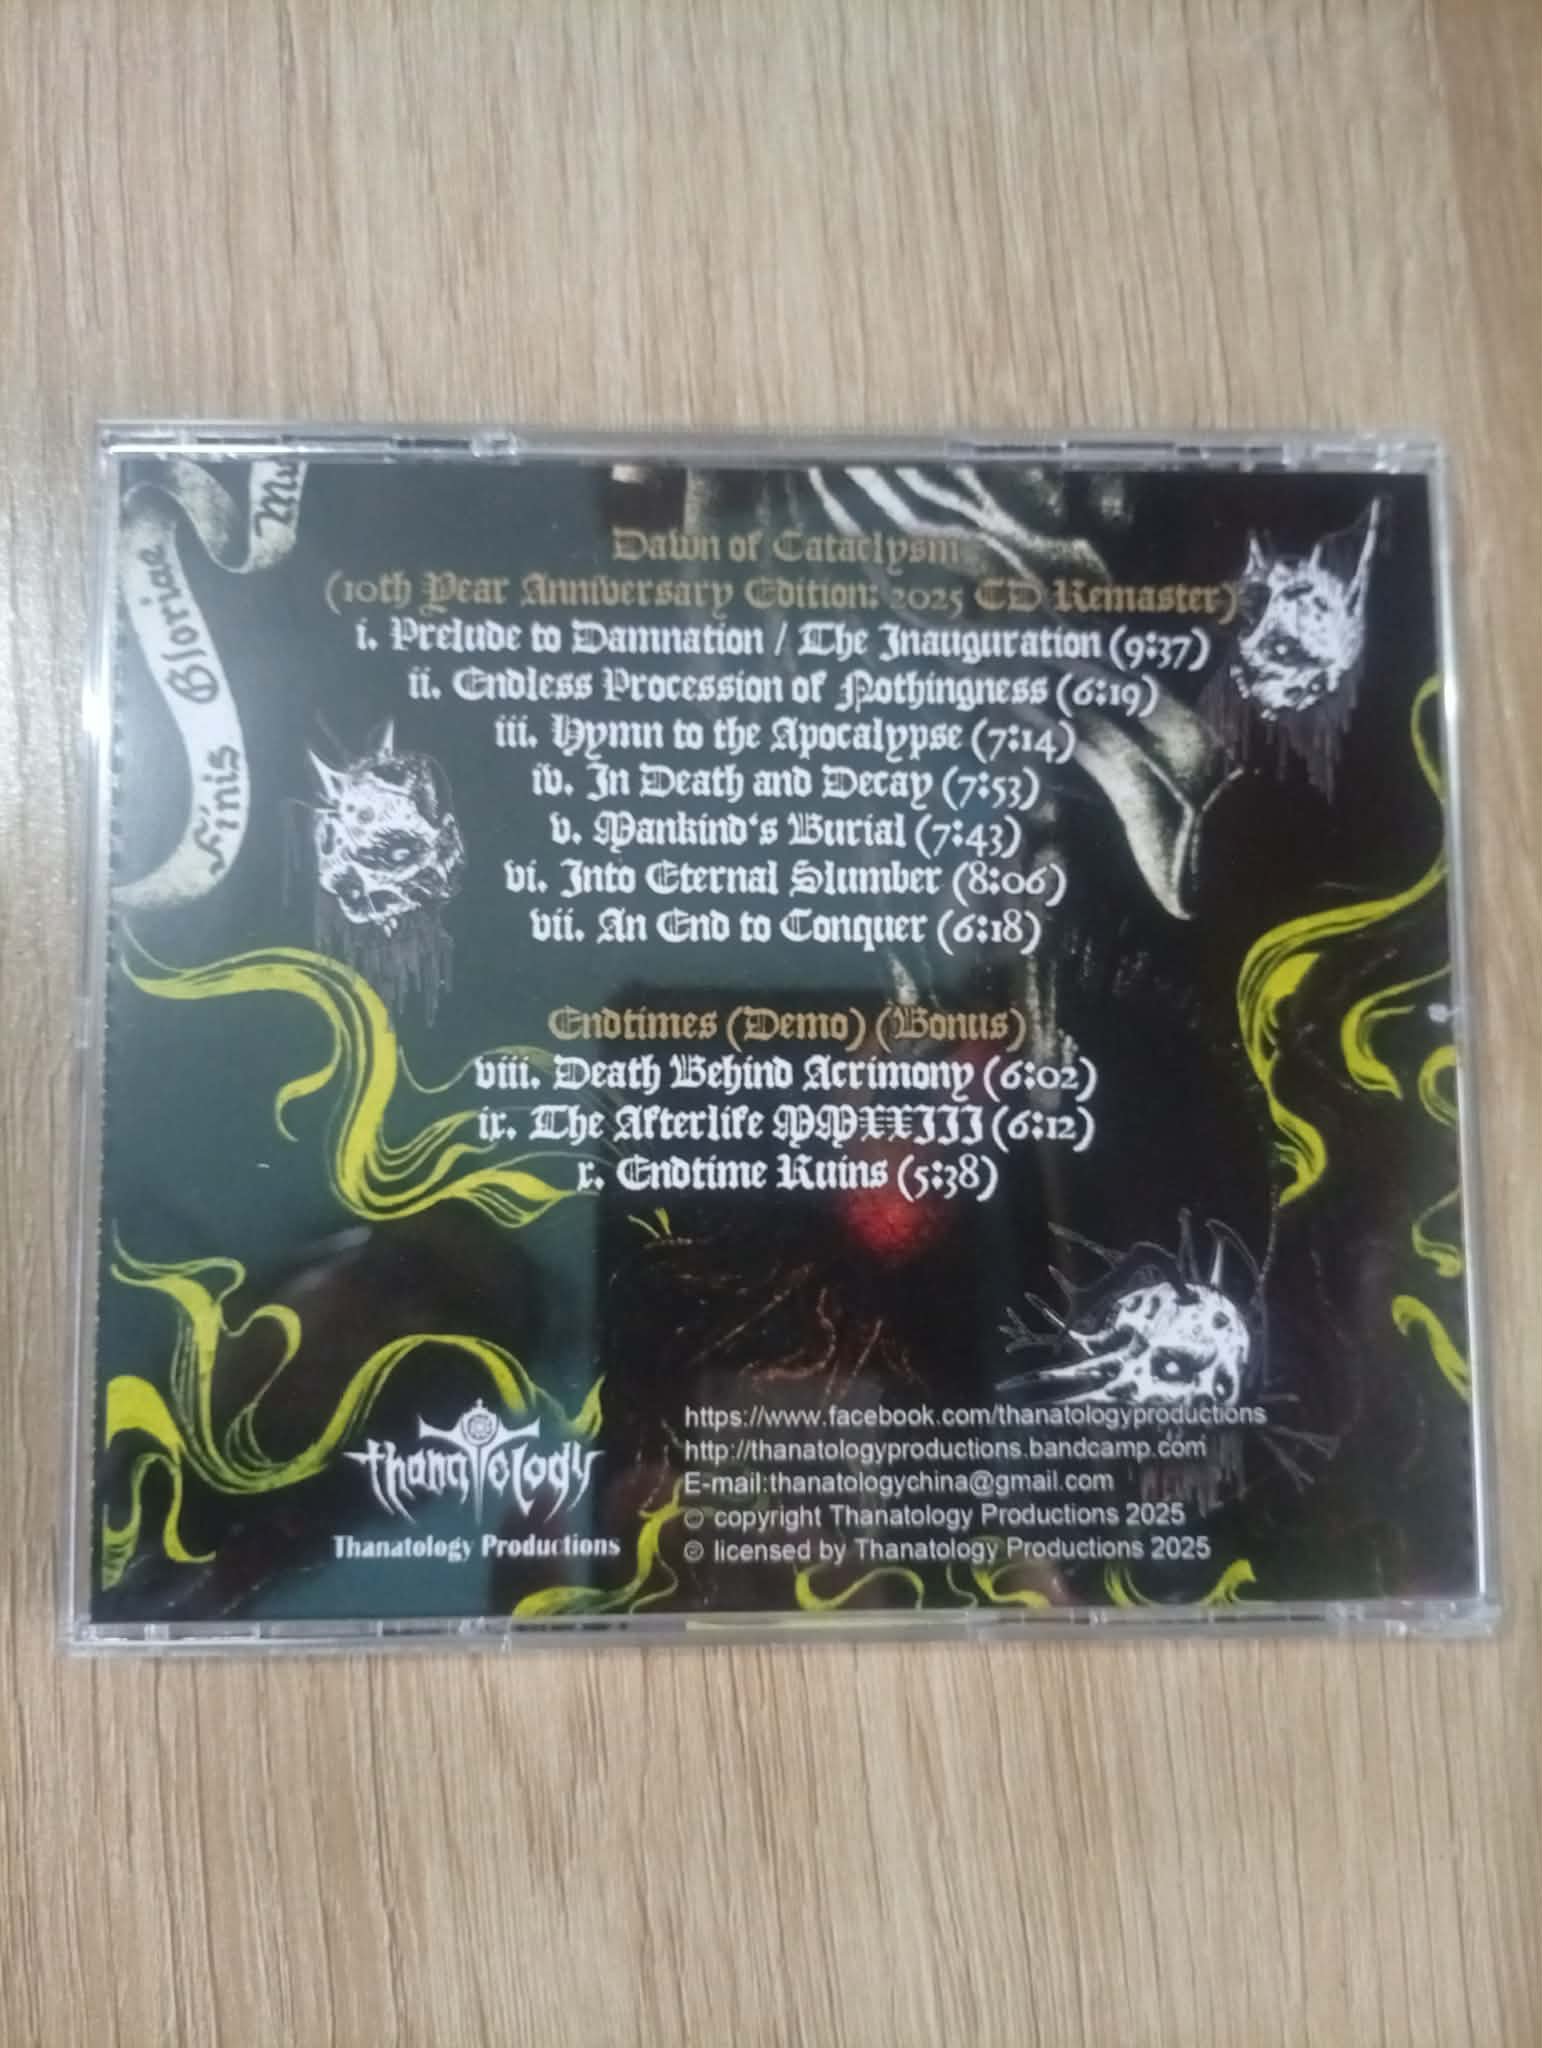 Finis Gloriae Mu
Dawn of Cataclysm
(10th Year Anniversary Edition: 2025 CD Remaster)
i. Prelude to Damnation / The Inauguration (9:37)
ii. Endless Procession of Nothingness (6:19)
iii. Hymn to the Apocalypse (7:14)
iv. In Death and Decay (7:53)
v. Mankind's Burial (7:43)
vi. Into Eternal Slumber (8:06)
vii. An End to Conquer (6:18)
Endtimes (Demo) (Bonus)
viii. Death Behind Acrimony (6:02)
ix. The Afterlife MMXXIII (6:12)
x. Endtime Ruins (5:38)
thanatology
Thanatology Productions
https://www.facebook.com/thanatologyproductions
http://thanatologyproductions.bandcamp.com
E-mail:thanatologychina@gmail.com
© copyright Thanatology Productions 2025
℗ licensed by Thanatology Productions 2025